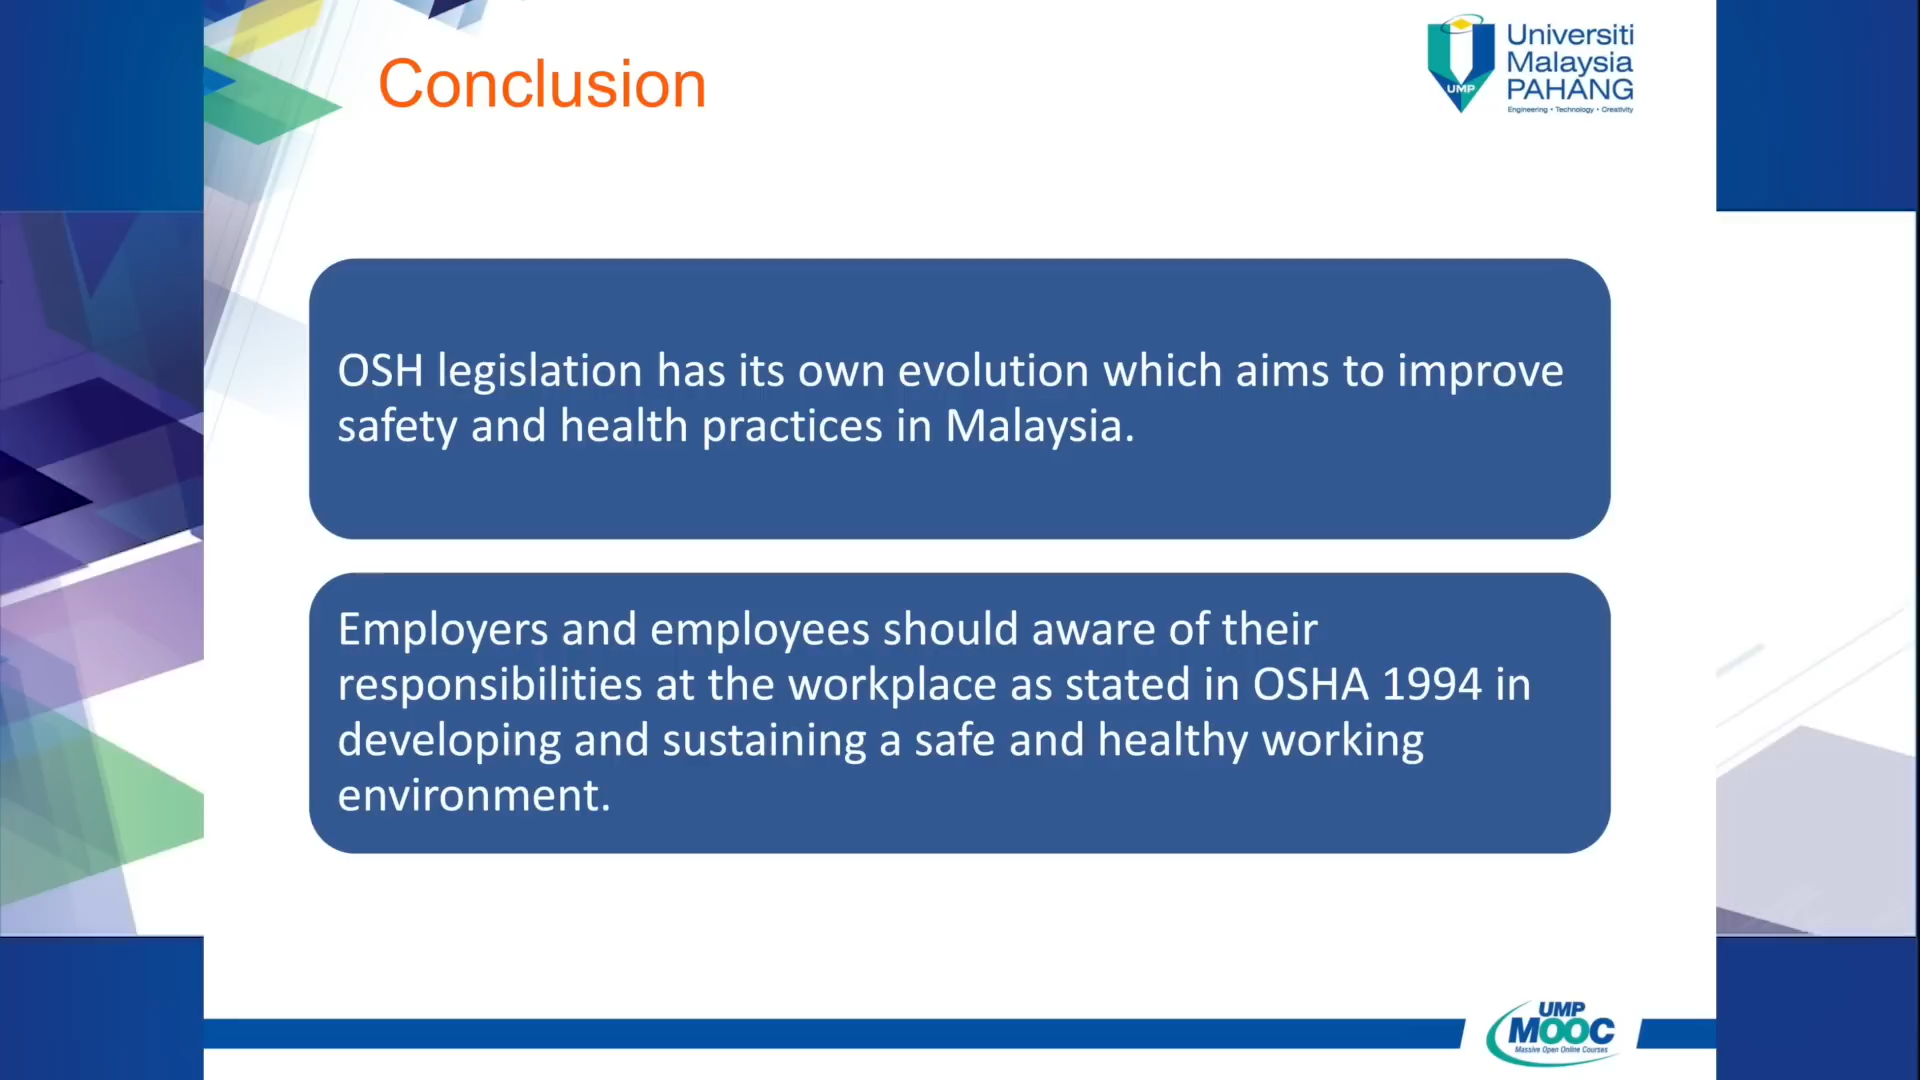 Conclusion
Universiti
Malaysia
PAHANG
Engineering • Technology • Creativity
UMP
OSH legislation has its own evolution which aims to improve
safety and health practices in Malaysia.
Employers and employees should aware of their
responsibilities at the workplace as stated in OSHA 1994 in
developing and sustaining a safe and healthy working
environment.
UMP
MOOC
Massive Open Online Courses